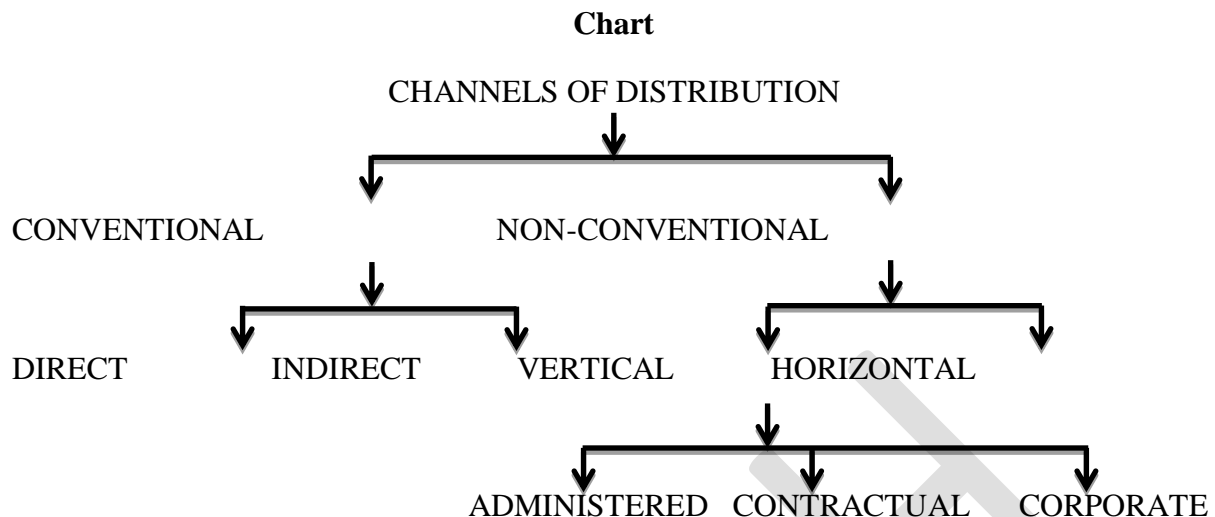 Chart
CHANNELS OF DISTRIBUTION
CONVENTIONAL NON-CONVENTIONAL
DIRECT INDIRECT VERTICAL HORIZONTAL
ADMINISTERED CONTRACTUAL CORPORATE